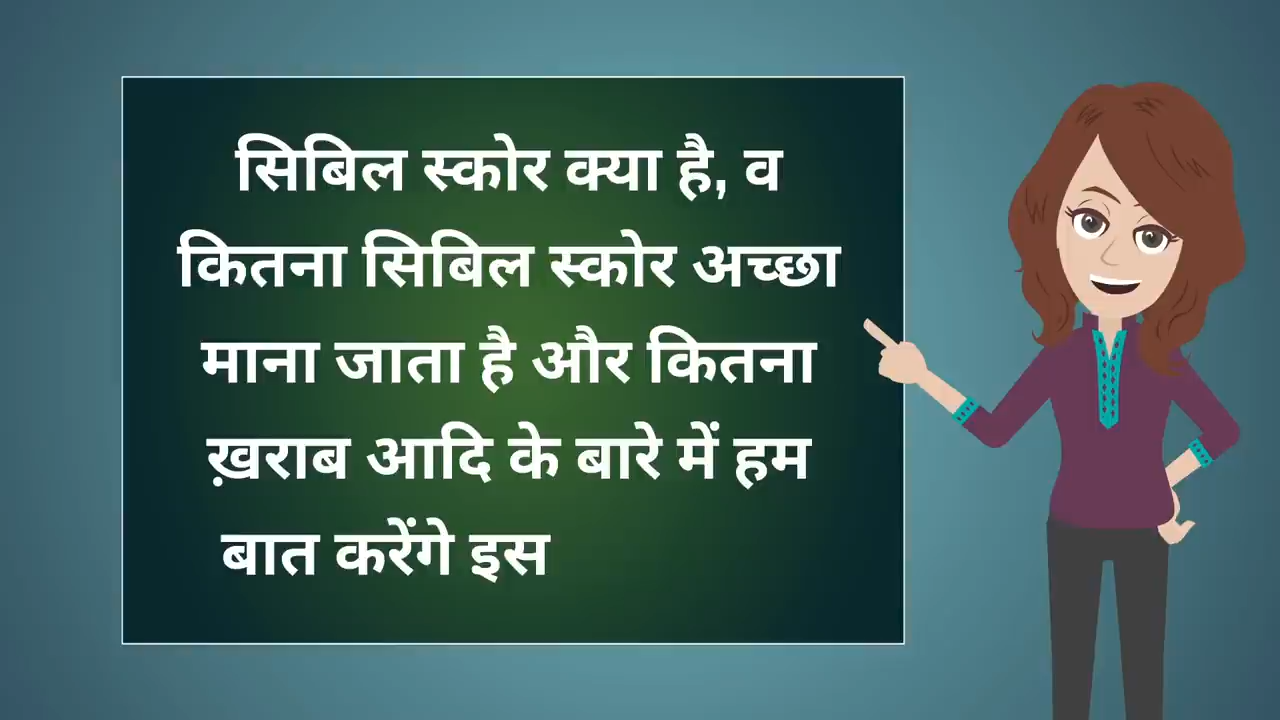 सिबिल स्कोर क्या है, व
कितना सिबिल स्कोर अच्छा
माना जाता है और कितना
ख़राब आदि के बारे में हम
बात करेंगे इस